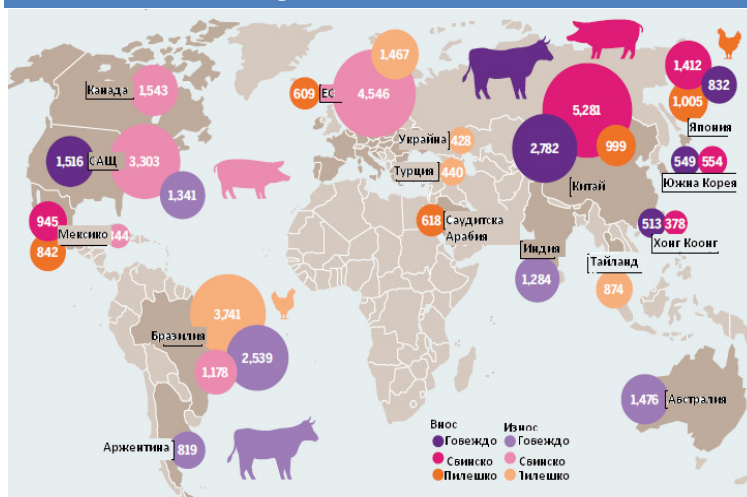 1,467
1,412
832
Канада
1,543
609
ЕС
4,546
5,281
1,005
Япония
1,516
САЩ
3,303
Украйна
428
2,782
999
549
554
Турция
440
Китай
Южна Корея
1,341
945
Мексико
842
618
Саудитска
Арабия
513
378
Хонг Коонг
Индия
1,284
Тайланд
874
3,741
Бразилия
2,539
1,178
1,476
Австралия
Аржентина
819
Внос
Износ
Говеждо
Говеждо
Свинско
Свинско
Пилешко
Пилешко